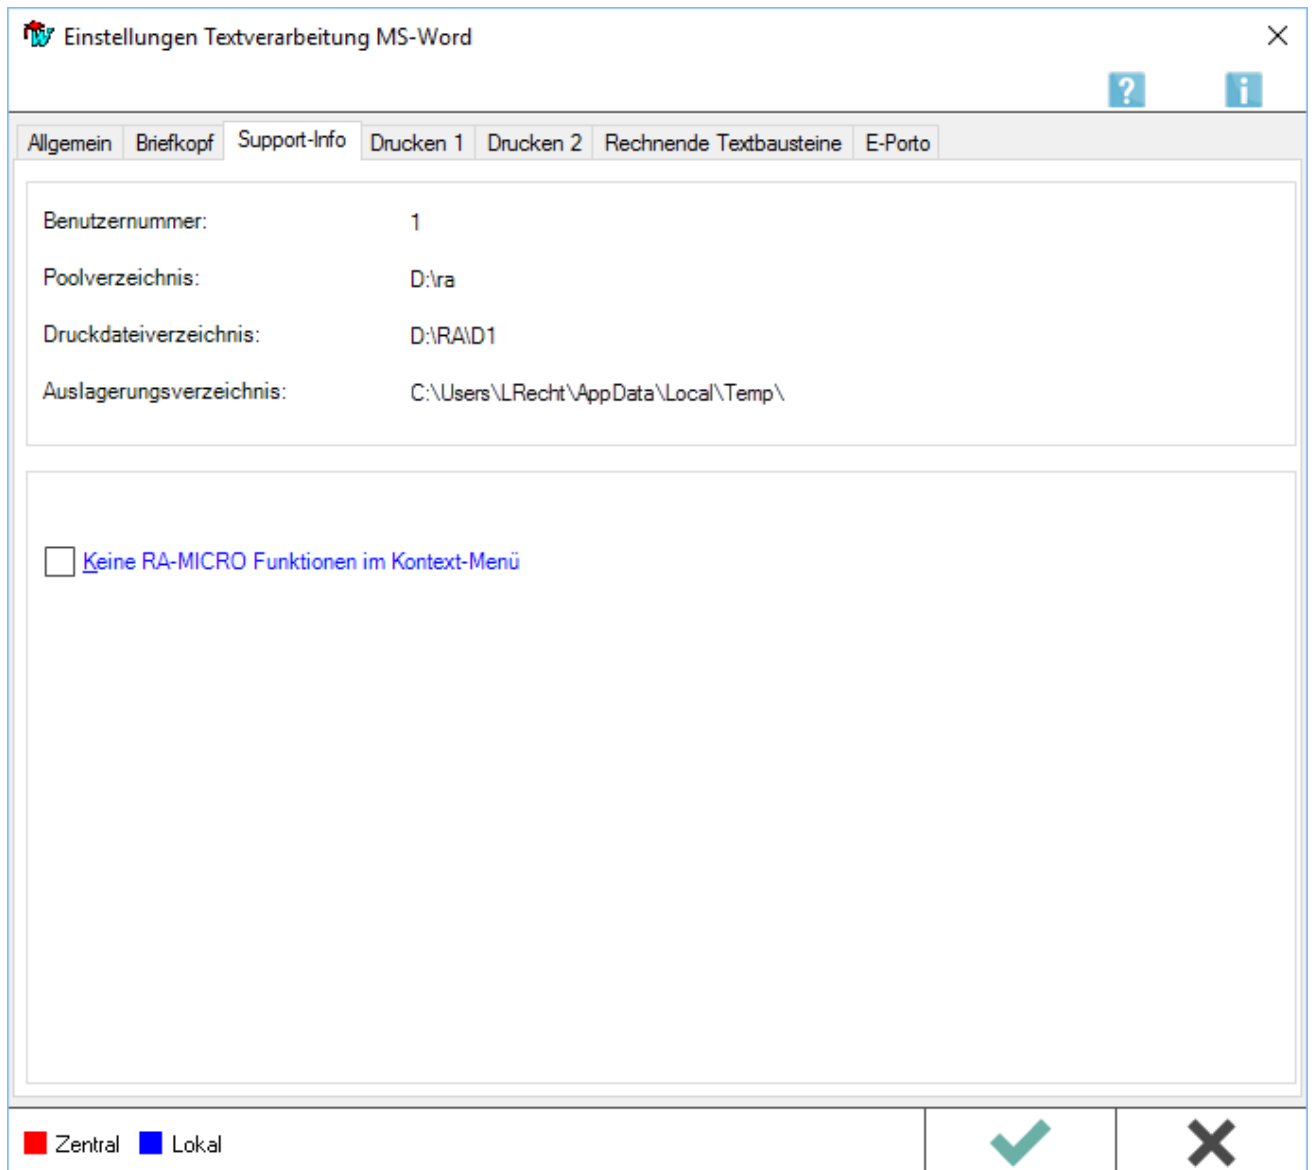 Einstellungen Textverarbeitung MS-Word
? i
Allgemein Briefkopf Support-Info Drucken 1 Drucken 2 Rechnende Textbausteine E-Porto
Benutzernummer: 1
Poolverzeichnis: D:\ra
Druckdateiverzeichnis: D:\RA\D1
Auslagerungsverzeichnis: C:\Users\LRecht\AppData\Local\Temp\
Keine RA-MICRO Funktionen im Kontext-Menü
Zentral Lokal